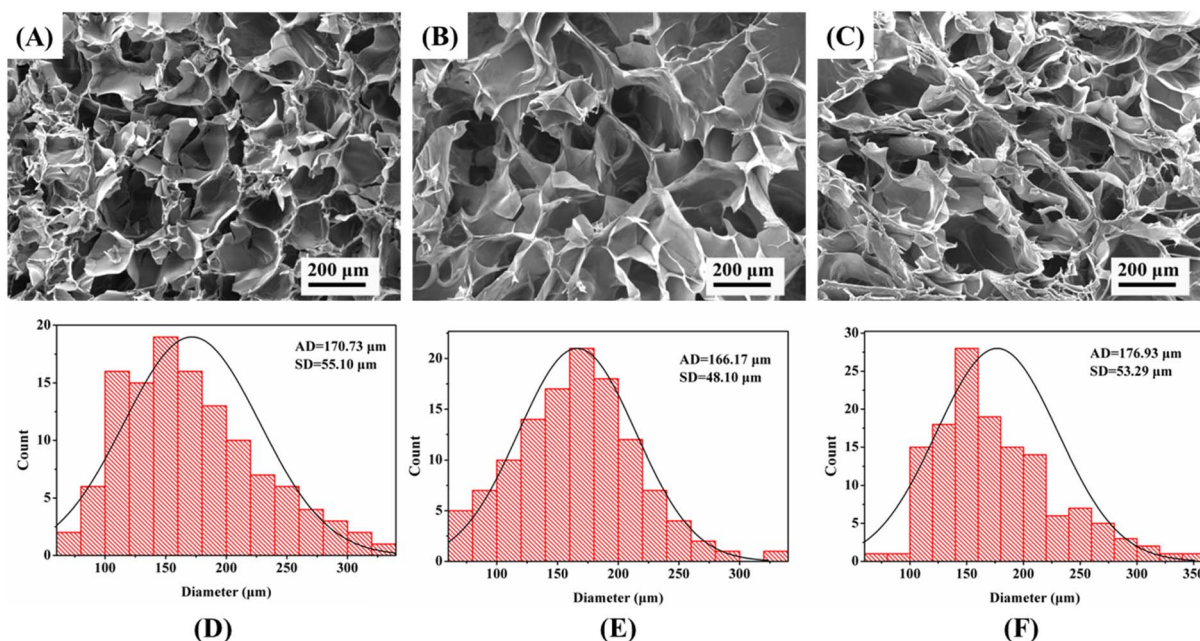 (A)
(B)
(C)
200 µm
200 µm
200 µm
20
15
10
5
0
Count
AD=170.73 µm
SD=55.10 µm
100
150
200
250
300
350
Diameter (µm)
(D)
20
15
10
5
0
Count
AD=166.17 µm
SD=48.10 µm
100
150
200
250
300
Diameter (µm)
(E)
30
25
20
15
10
5
0
Count
AD=176.93 µm
SD=53.29 µm
50
100
150
200
250
300
350
Diameter (µm)
(F)